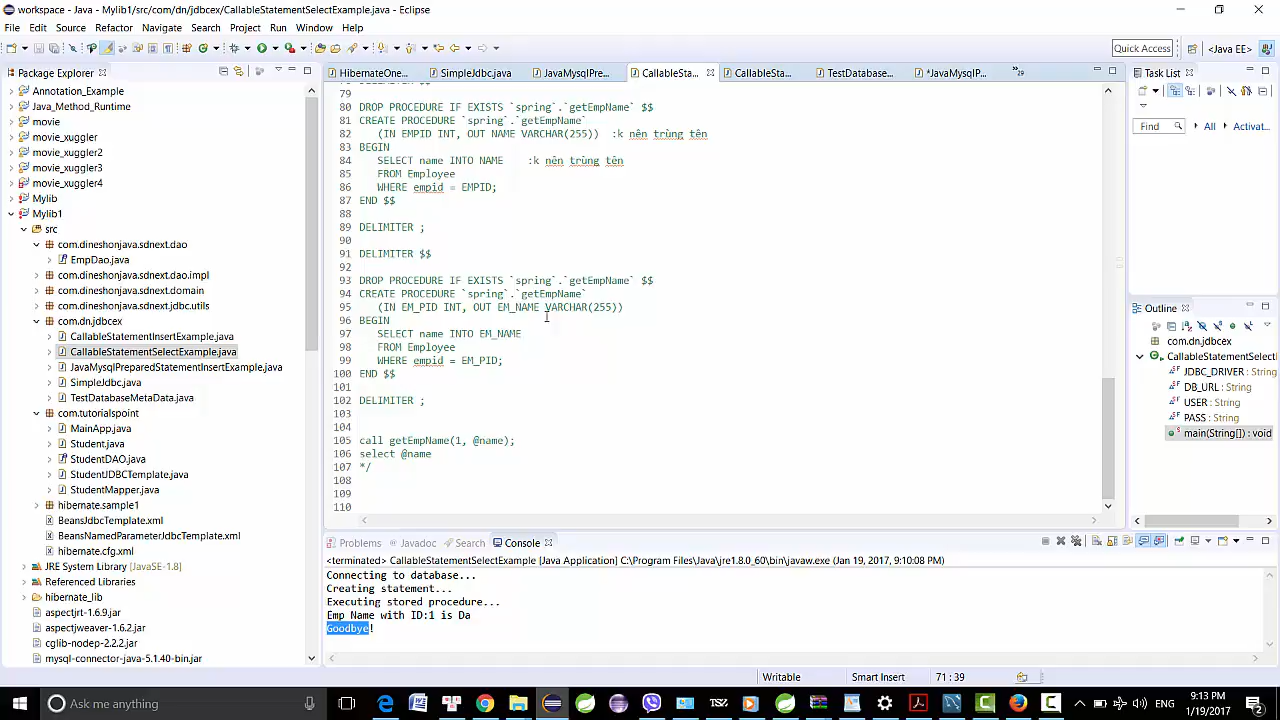 workspace - Java - Mylib1/src/com/dn/jdbcex/CallableStatementSelectExample.java - Eclipse
File Edit Source Refactor Navigate Search Project Run Window Help
Quick Access
<Java EE>
Package Explorer
HibernateOne...
SimpleJdbc.java
JavaMysqlPre...
CallableSta...
CallableSta...
TestDatabase...
*JavaMysqlP...
Task List
Annotation_Example
Java_Method_Runtime
movie
movie_xuggler
movie_xuggler2
movie_xuggler3
movie_xuggler4
Mylib
Mylib1
src
com.dineshonjava.sdnext.dao
EmpDao.java
com.dineshonjava.sdnext.dao.impl
com.dineshonjava.sdnext.domain
com.dineshonjava.sdnext.jdbc.utils
com.dn.jdbcex
CallableStatementInsertExample.java
CallableStatementSelectExample.java
JavaMysqlPreparedStatementInsertExample.java
SimpleJdbc.java
TestDatabaseMetaData.java
com.tutorialspoint
MainApp.java
Student.java
StudentDAO.java
StudentJDBCTemplate.java
StudentMapper.java
hibernate.sample1
BeansJdbcTemplate.xml
BeansNamedParameterJdbcTemplate.xml
hibernate.cfg.xml
JRE System Library [JavaSE-1.8]
Referenced Libraries
hibernate_lib
aspectjrt-1.6.9.jar
aspectjweaver-1.6.2.jar
cglib-nodep-2.2.2.jar
mysql-connector-java-5.1.40-bin.jar
79
80 DROP PROCEDURE IF EXISTS `spring`.`getEmpName` $$
81 CREATE PROCEDURE `spring`.`getEmpName`
82 (IN EMPID INT, OUT NAME VARCHAR(255)) :k nên trùng tên
83 BEGIN
84 SELECT name INTO NAME :k nên trùng tên
85 FROM Employee
86 WHERE empid = EMPID;
87 END $$
88
89 DELIMITER ;
90
91 DELIMITER $$
92
93 DROP PROCEDURE IF EXISTS `spring`.`getEmpName` $$
94 CREATE PROCEDURE `spring`.`getEmpName`
95 (IN EM_PID INT, OUT EM_NAME VARCHAR(255))
96 BEGIN
97 SELECT name INTO EM_NAME
98 FROM Employee
99 WHERE empid = EM_PID;
100 END $$
101
102 DELIMITER ;
103
104
105 call getEmpName(1, @name);
106 select @name
107 */
108
109
110
Find All Activat...
Outline
com.dn.jdbcex
CallableStatementSelectI
JDBC_DRIVER : String
DB_URL : String
USER : String
PASS : String
main(String[]) : void
Problems Javadoc Search Console
<terminated> CallableStatementSelectExample [Java Application] C:\Program Files\Java\jre1.8.0_60\bin\javaw.exe (Jan 19, 2017, 9:10:08 PM)
Connecting to database...
Creating statement...
Executing stored procedure...
Emp Name with ID:1 is Da
Goodbye!
Writable
Smart Insert
71 : 39
Ask me anything
ENG
9:13 PM
1/19/2017